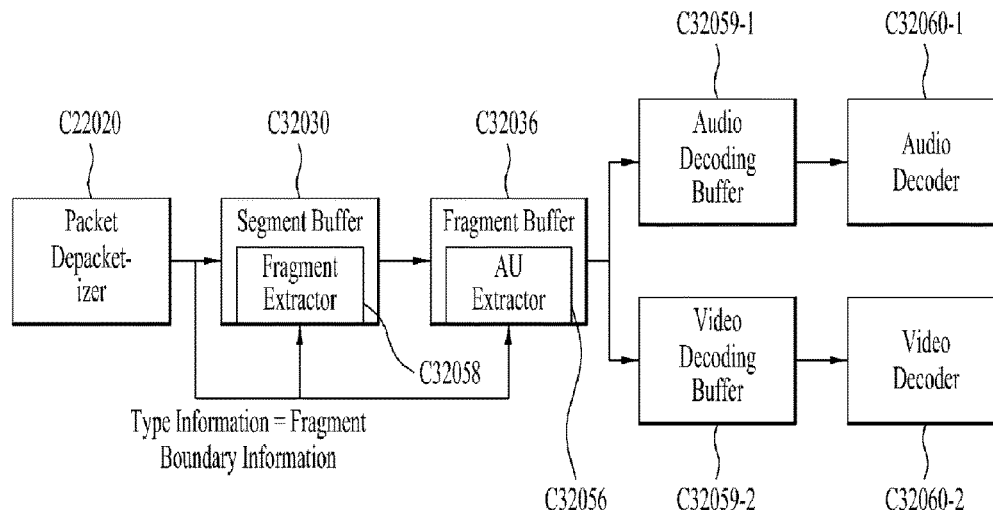 C32059-1
C32060-1
C22020
C32030
C32036
Audio
Decoding
Buffer
Audio
Decoder
Packet
Depacket-
izer
Segment Buffer
Fragment
Extractor
Fragment Buffer
AU
Extractor
C32058
Type Information = Fragment
Boundary Information
Video
Decoding
Buffer
Video
Decoder
C32056
C32059-2
C32060-2